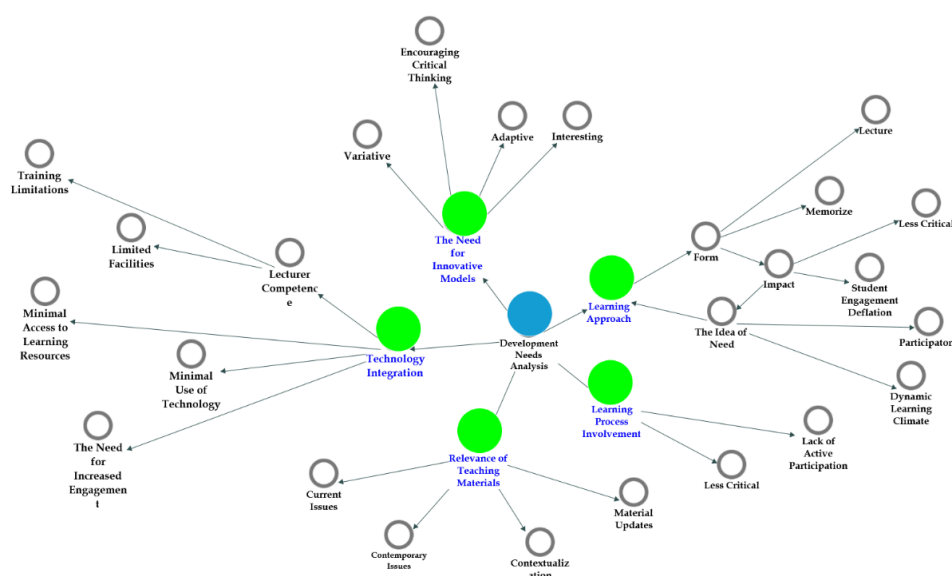 Encouraging
Critical
Thinking
Variative
Adaptive
Interesting
Lecture
Training
Limitations
Memorize
Less Critical
Limited
Facilities
The Need
for
Innovative
Models
Form
Lecturer
Competenc
e
Impact
Student
Engagement
Deflation
Minimal
Access to
Learning
Resources
Learning
Approach
The Idea of
Need
Participatory
Technology
Integration
Development
Needs
Analysis
Minimal
Use of
Technology
Dynamic
Learning
Climate
Learning
Process
Involvement
The Need
for
Increased
Engagemen
t
Lack of
Active
Participation
Relevance of
Teaching
Materials
Less Critical
Current
Issues
Material
Updates
Contemporary
Issues
Contextualiz
ation